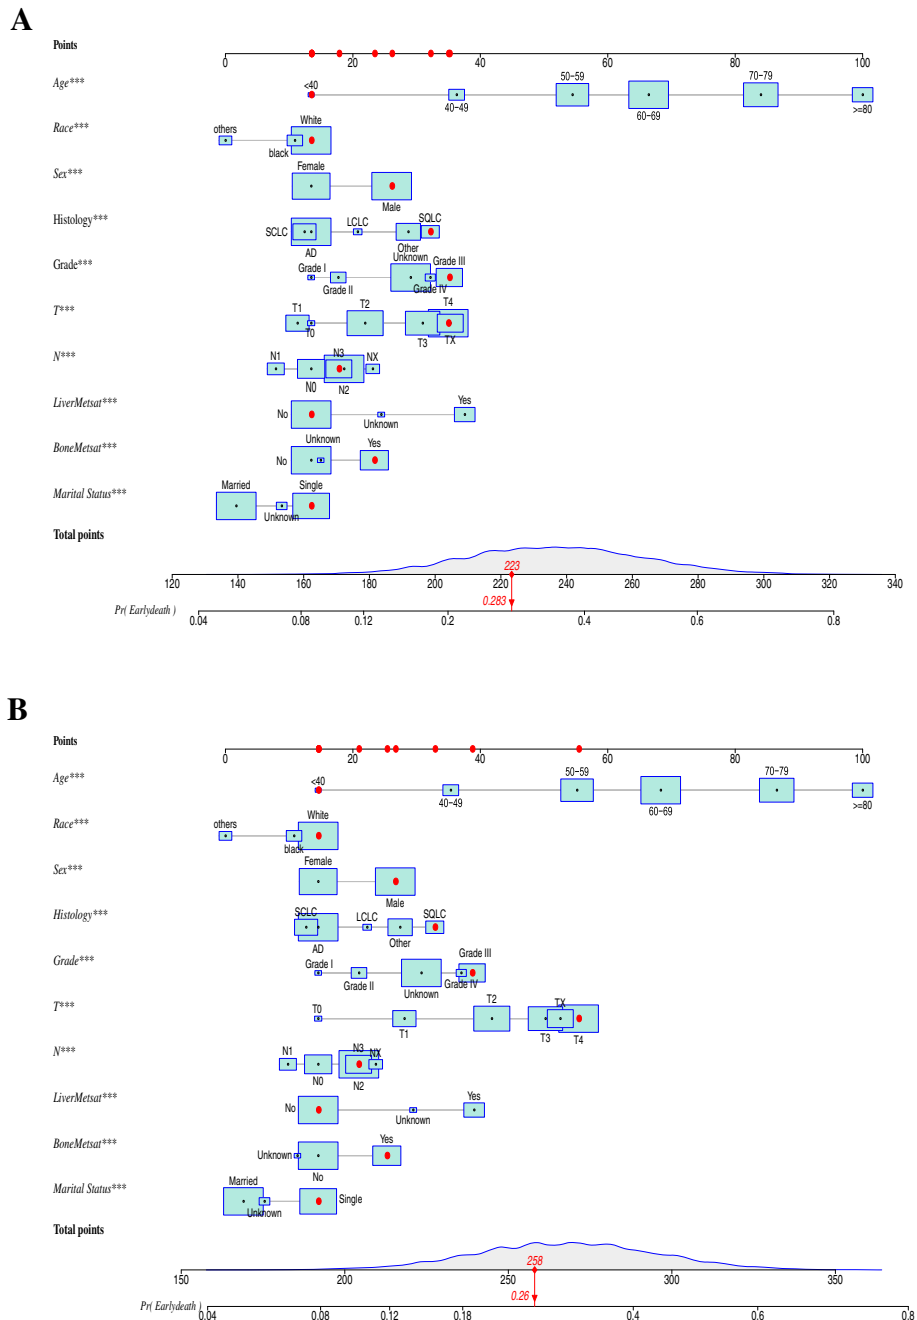 A
Points
0 20 40 60 80 100
Age***
<40 40−49 50−59 60−69 70−79 >=80
Race***
others black White
Sex***
Female Male
Histology***
SCLC AD LCLC Other SQLC
Grade***
Grade I Grade II Unknown Grade IV Grade III
T***
T1 T0 T2 T3 T4 TX
N***
N1 N0 N3 N2 NX
LiverMetsat***
No Unknown Yes
BoneMetsat***
No Unknown Yes
Marital Status***
Married Unknown Single
Total points
223
120 140 160 180 200 220 240 260 280 300 320 340
0.283
Pr( Earlydeath )
0.04 0.08 0.12 0.2 0.4 0.6 0.8
B
Points
0 20 40 60 80 100
Age***
<40 40−49 50−59 60−69 70−79 >=80
Race***
others black White
Sex***
Female Male
Histology***
SCLC AD LCLC Other SQLC
Grade***
Grade I Grade II Unknown Grade IV Grade III
T***
T0 T1 T2 T3 TX T4
N***
N1 N0 N3 N2 NX
LiverMetsat***
No Unknown Yes
BoneMetsat***
Unknown No Yes
Marital Status***
Married Unknown Single
Total points
258
150 200 250 300 350
0.26
Pr( Earlydeath )
0.04 0.08 0.12 0.18 0.4 0.6 0.8